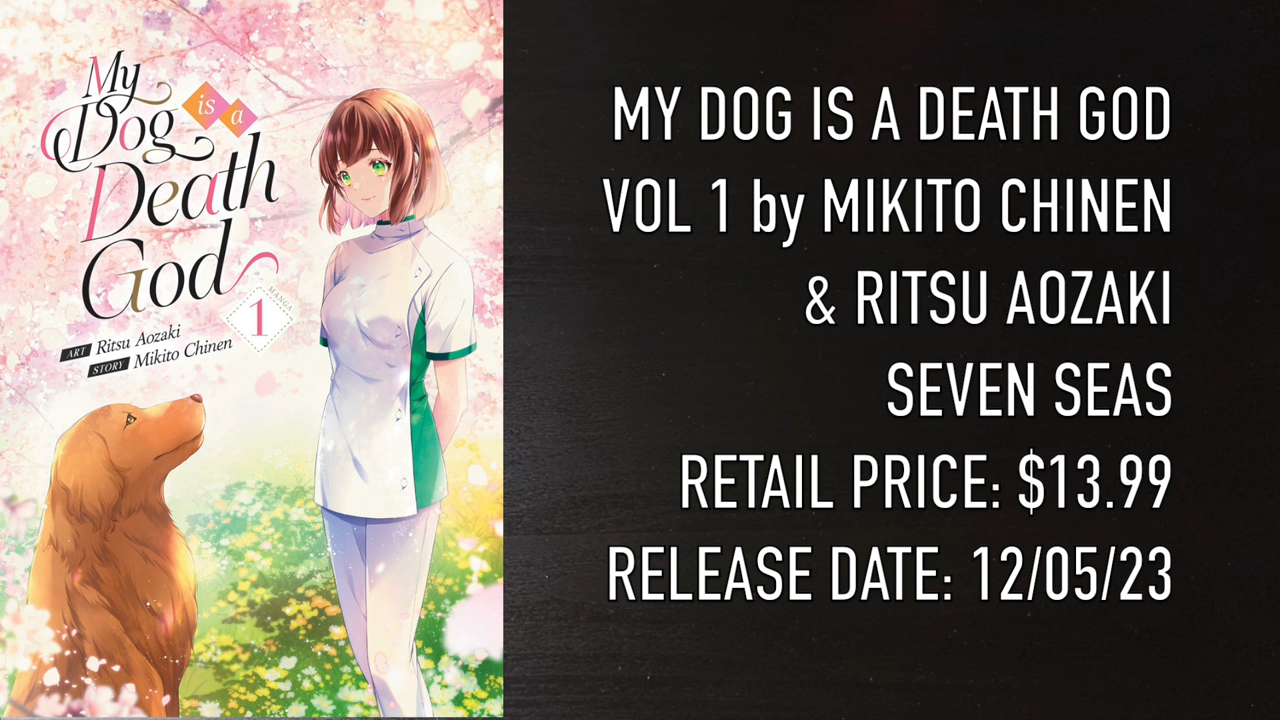 My
Dog is a
Death
God
MANGA
1
ART Ritsu Aozaki
STORY Mikito Chinen
MY DOG IS A DEATH GOD
VOL 1 by MIKITO CHINEN
& RITSU AOZAKI
SEVEN SEAS
RETAIL PRICE: $13.99
RELEASE DATE: 12/05/23